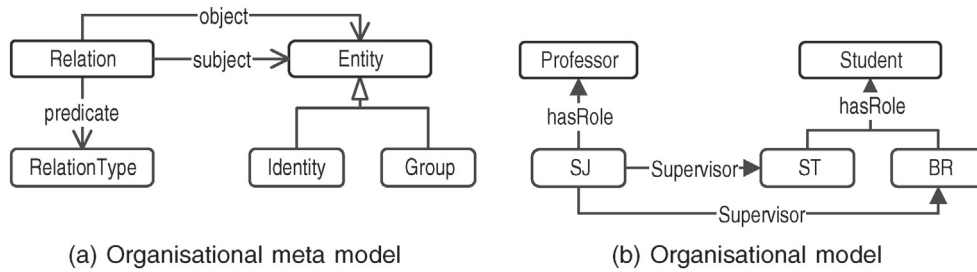 object
Relation
subject
Entity
predicate
RelationType
Identity
Group
(a) Organisational meta model
Professor
Student
hasRole
hasRole
SJ
Supervisor
ST
BR
Supervisor
(b) Organisational model